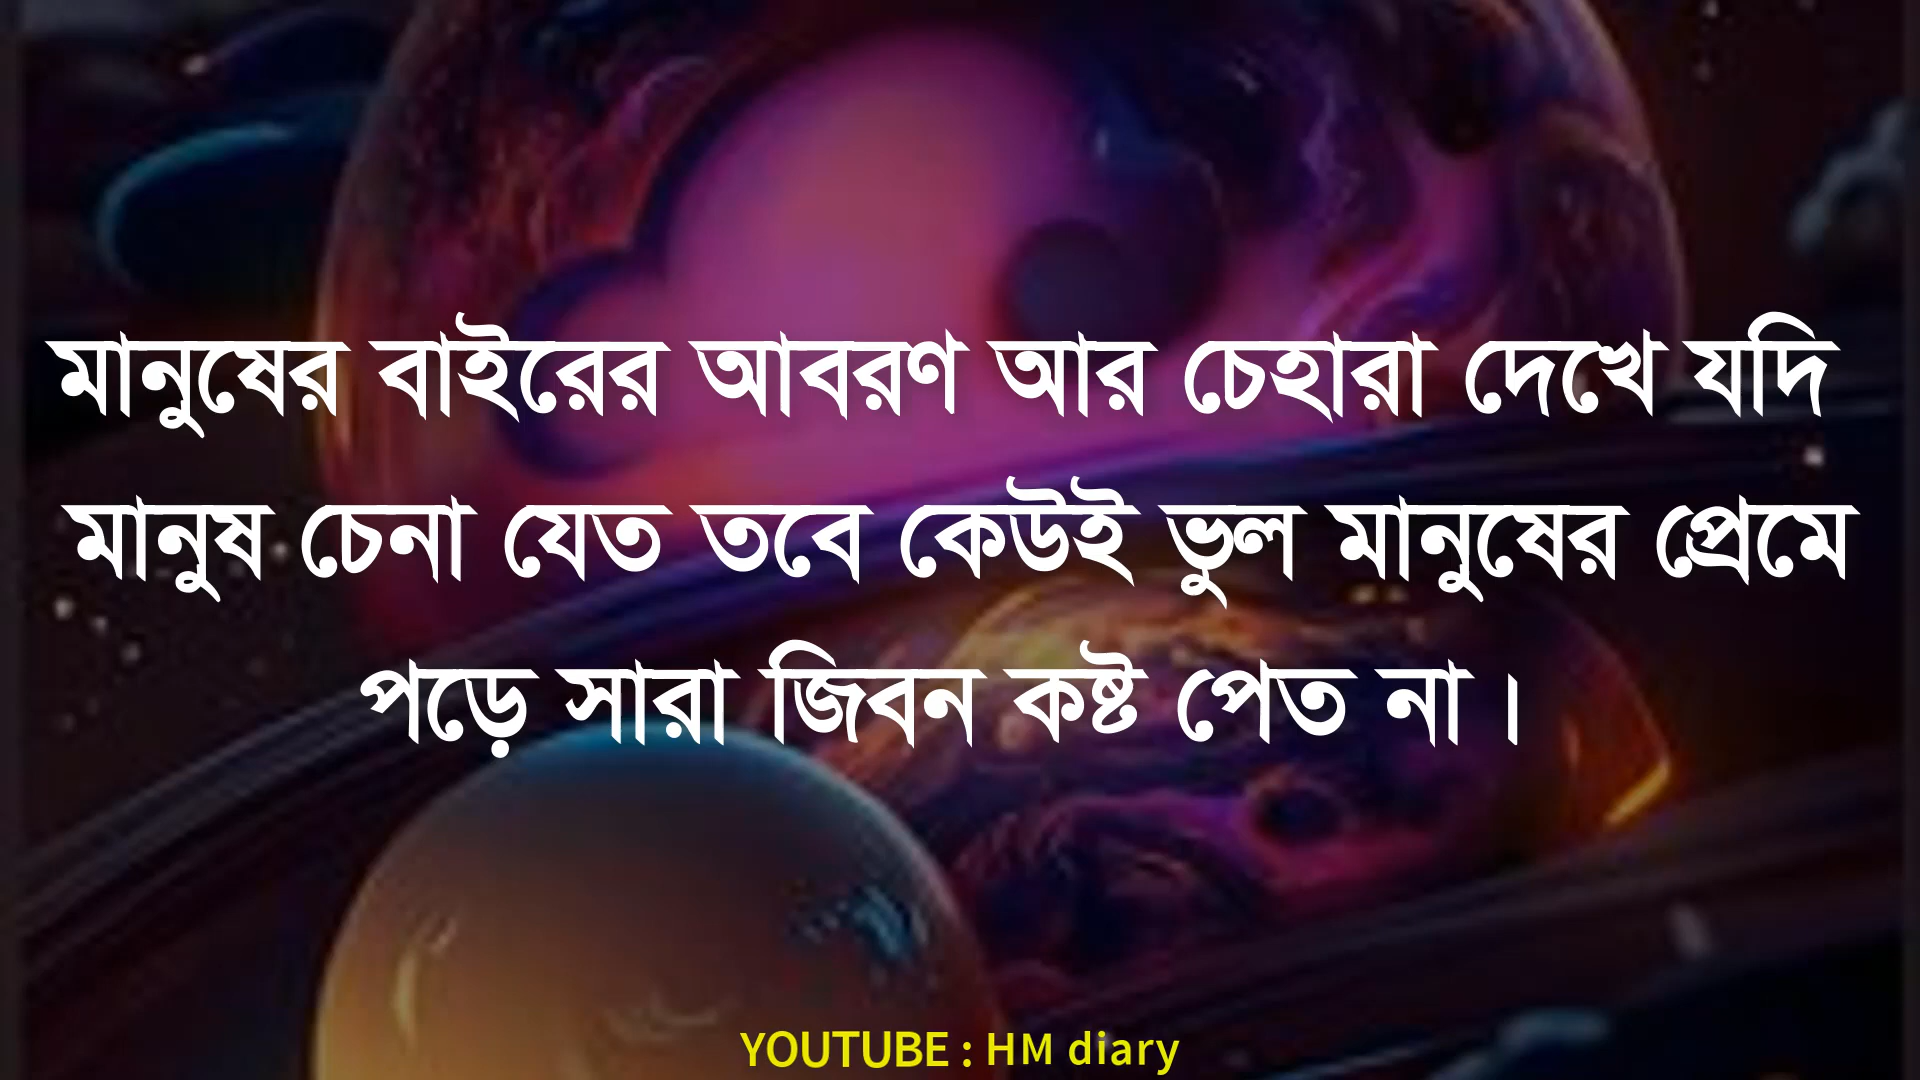 মানুষের বাইরের আবরণ আর চেহারা দেখে যদি
মানুষ চেনা যেত তবে কেউই ভুল মানুষের প্রেমে
পড়ে সারা জিবন কষ্ট পেত না।
YOUTUBE : HM diary